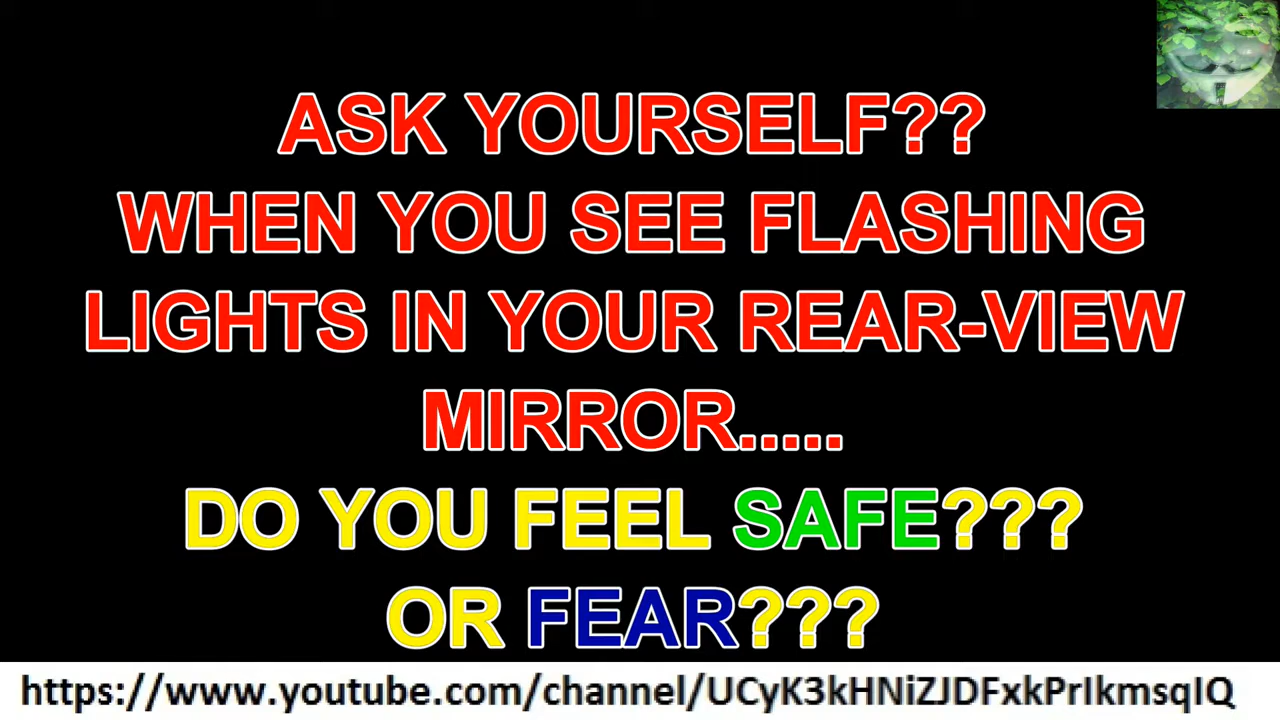 ASK YOURSELF??
WHEN YOU SEE FLASHING
LIGHTS IN YOUR REAR-VIEW
MIRROR.....
DO YOU FEEL SAFE???
OR FEAR???
https://www.youtube.com/channel/UCyK3kHNiZJDFxkPrIkmsqIQ